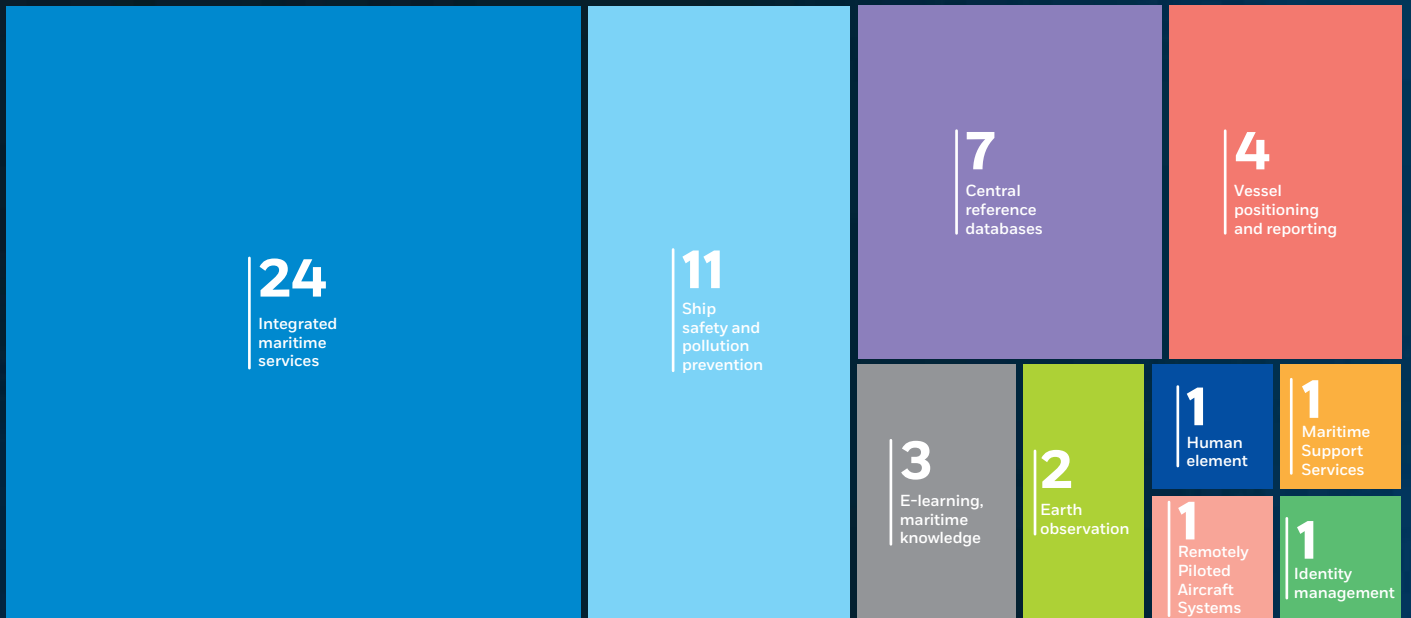 24
Integrated
maritime
services
11
Ship
safety and
pollution
prevention
7
Central
reference
databases
4
Vessel
positioning
and reporting
3
E-learning,
maritime
knowledge
2
Earth
observation
1
Human
element
1
Maritime
Support
Services
1
Remotely
Piloted
Aircraft
Systems
1
Identity
management